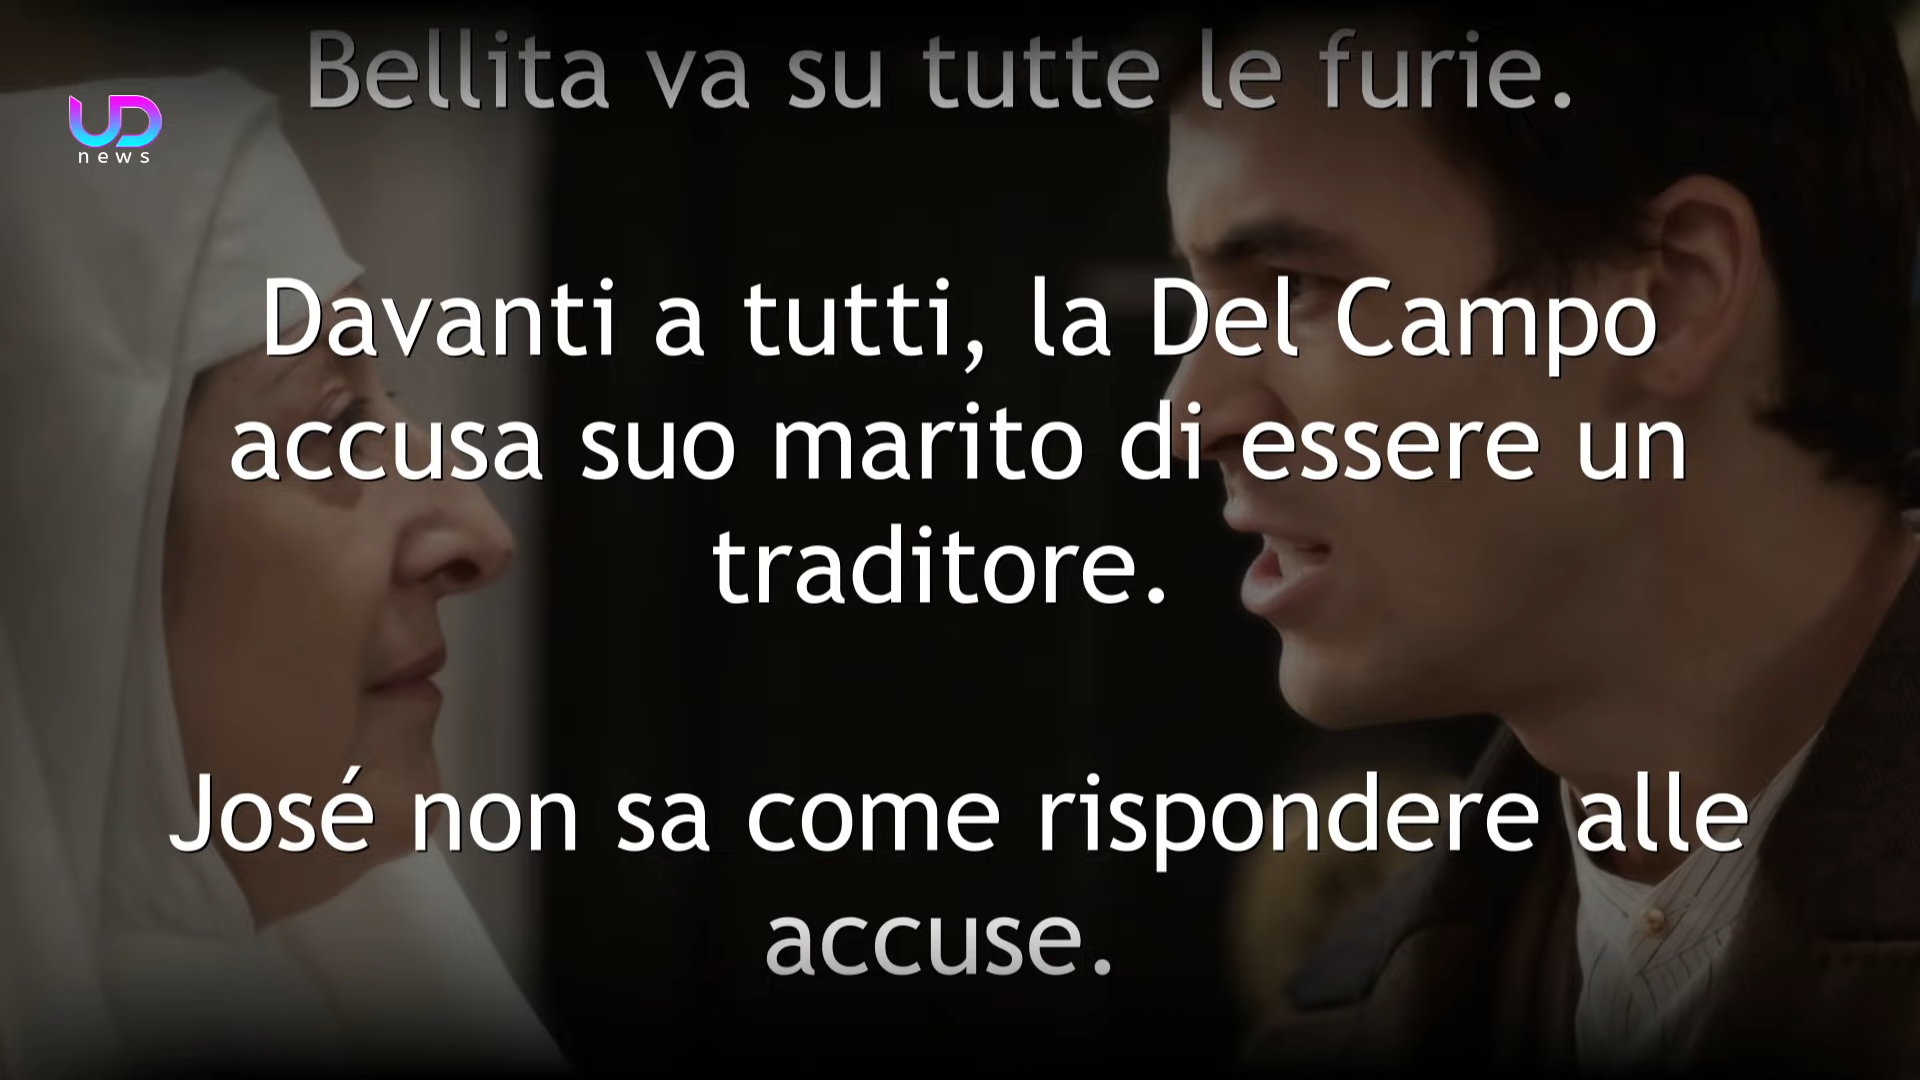 Bellita va su tutte le furie.
UD
news
Davanti a tutti, la Del Campo
accusa suo marito di essere un
traditore.
José non sa come rispondere alle
accuse.